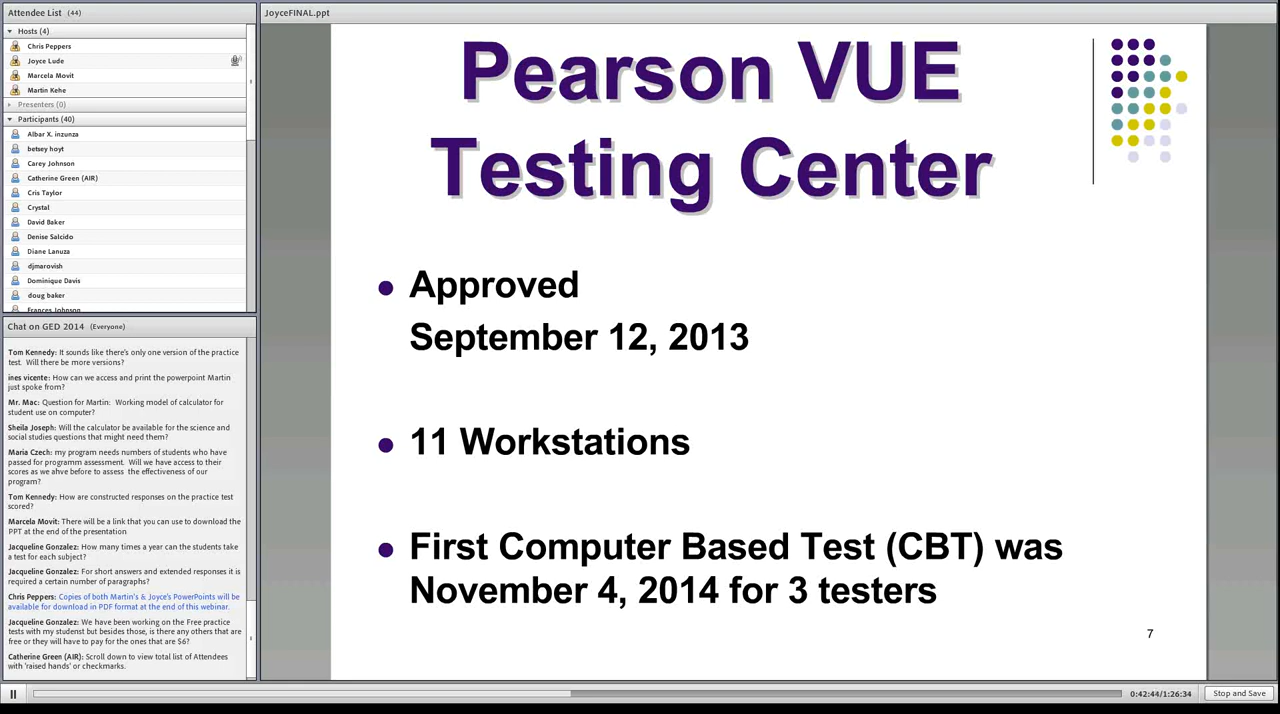 Attendee List (44)
Hosts (4)
Chris Peppers
Joyce Lude
Marcela Movit
Martin Kehe
Presenters (0)
Participants (40)
Albar X. inzunza
betsey hoyt
Carey Johnson
Catherine Green (AIR)
Cris Taylor
Crystal
David Baker
Denise Salcido
Diane Lanuza
djmarovish
Dominique Davis
doug baker
Frances Johnson
Chat on GED 2014 (Everyone)
Tom Kennedy: It sounds like there's only one version of the practice
test. Will there be more versions?
ines vicente: How can we access and print the powerpoint Martin
just spoke from?
Mr. Mac: Question for Martin: Working model of calculator for
student use on computer?
Sheila Joseph: Will the calculator be available for the science and
social studies questions that might need them?
Maria Czech: my program needs numbers of students who have
passed for programm assessment. Will we have access to their
scores as we ahve before to assess the effectiveness of our
program?
Tom Kennedy: How are constructed responses on the practice test
scored?
Marcela Movit: There will be a link that you can use to download the
PPT at the end of the presentation
Jacqueline Gonzalez: How many times a year can the students take
a test for each subject?
Jacqueline Gonzalez: For short answers and extended responses it is
required a certain number of paragraphs?
Chris Peppers: Copies of both Martin's & Joyce's PowerPoints will be
available for download in PDF format at the end of this webinar.
Jacqueline Gonzalez: We have been working on the Free practice
tests with my studenst but besides those, is there any others that are
free or they will have to pay for the ones that are $6?
Catherine Green (AIR): Scroll down to view total list of Attendees
with 'raised hands' or checkmarks.
JoyceFINAL.ppt
Pearson VUE
Testing Center
● Approved
September 12, 2013
● 11 Workstations
● First Computer Based Test (CBT) was
November 4, 2014 for 3 testers
7
0:42:44/1:26:34
Stop and Save